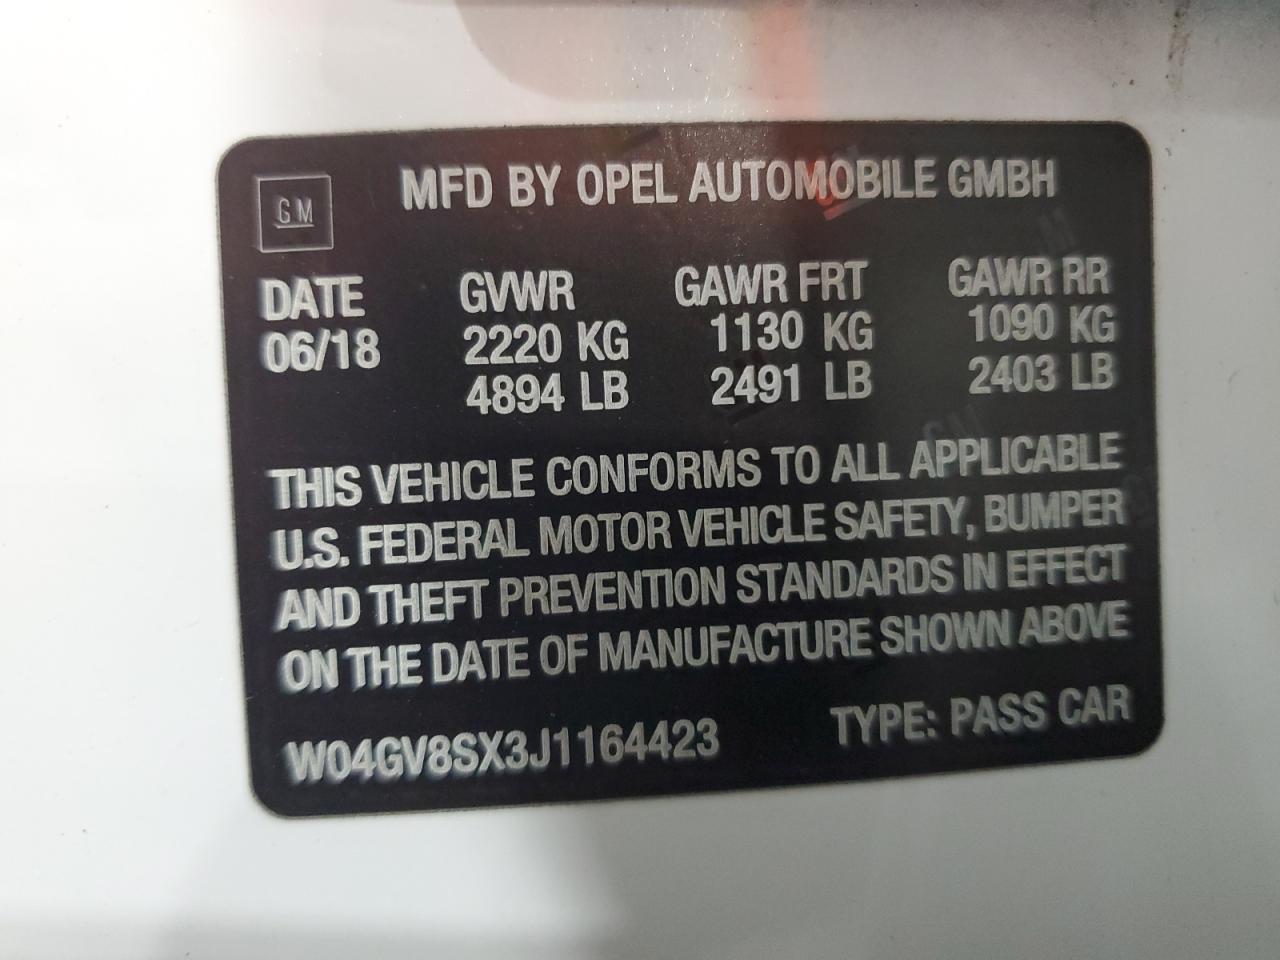 GM
MFD BY OPEL AUTOMOBILE GMBH
DATE GVWR GAWR FRT GAWR RR
06/18 2220 KG 1130 KG 1090 KG
4894 LB 2491 LB 2403 LB
THIS VEHICLE CONFORMS TO ALL APPLICABLE
U.S. FEDERAL MOTOR VEHICLE SAFETY, BUMPER
AND THEFT PREVENTION STANDARDS IN EFFECT
ON THE DATE OF MANUFACTURE SHOWN ABOVE
W04GV8SX3J1164423 TYPE: PASS CAR